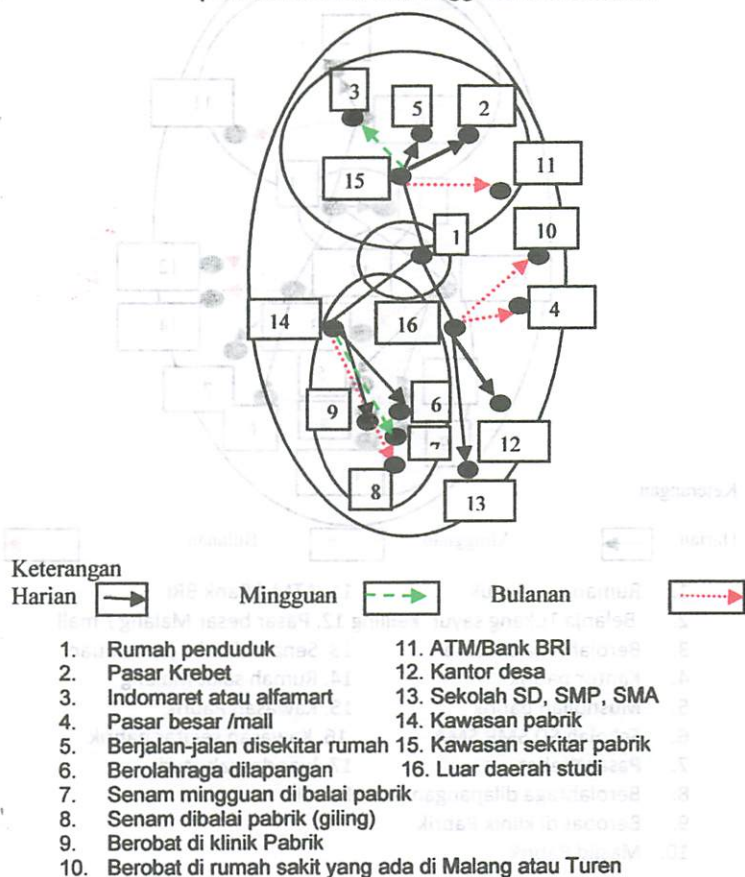 3
5
2
15
11
1
10
14
16
4
9
6
7
12
8
13
Keterangan
Harian Mingguan Bulanan
1. Rumah penduduk 11. ATM/Bank BRI
2. Pasar Krebet 12. Kantor desa
3. Indomaret atau alfamart 13. Sekolah SD, SMP, SMA
4. Pasar besar /mall 14. Kawasan pabrik
5. Berjalan-jalan disekitar rumah 15. Kawasan sekitar pabrik
6. Berolahraga dilapangan 16. Luar daerah studi
7. Senam mingguan di balai pabrik
8. Senam dibalai pabrik (giling)
9. Berobat di klinik Pabrik
10. Berobat di rumah sakit yang ada di Malang atau Turen